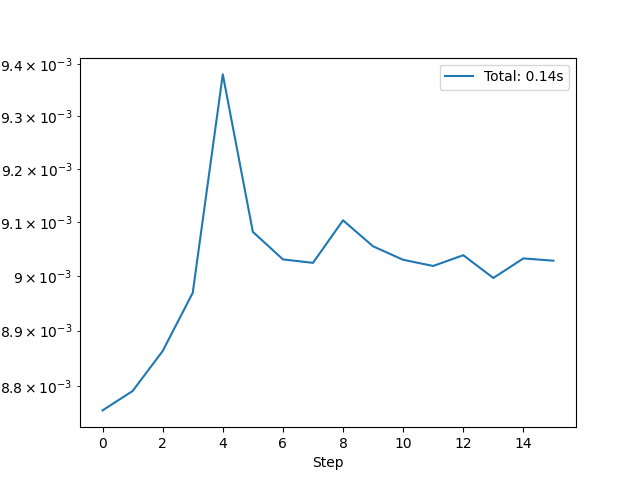 Total: 0.14s
9.4 × 10⁻³
9.3 × 10⁻³
9.2 × 10⁻³
9.1 × 10⁻³
9 × 10⁻³
8.9 × 10⁻³
8.8 × 10⁻³
0 2 4 6 8 10 12 14
Step